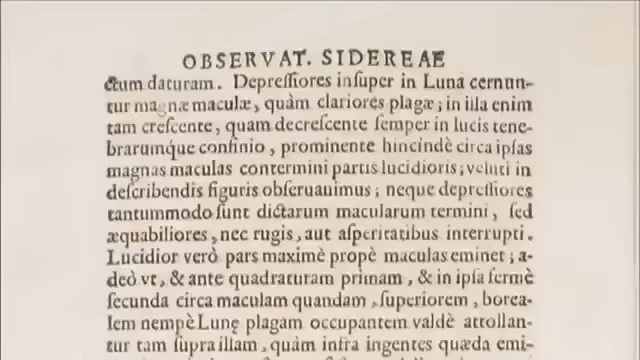 OBSERVAT. SIDEREAE
ctum daturam. Depreſſiores inſuper in Luna cernun-
tur magnæ maculæ, quàm clariores plagæ; in illa enim
tam creſcente, quam decreſcente ſemper in lucis tene-
brarumque confinio, prominente hincindè circa ipſas
magnas maculas contermini partis lucidioris; veluti in
deſcribendis figuris obſeruauimus; neque depreſſiores
tantummodo ſunt dictarum macularum termini, ſed
æquabiliores, nec rugis, aut aſperitatibus interrupti.
Lucidior verò pars maximè propè maculas eminet; a-
deò vt, & ante quadraturam primam, & in ipſa fermè
ſecunda circa maculam quandam, ſuperiorem, borea-
lem nempè Lunę plagam occupantem valdè attollan-
tur tam ſupra illam, quàm infra ingentes quæda emi-